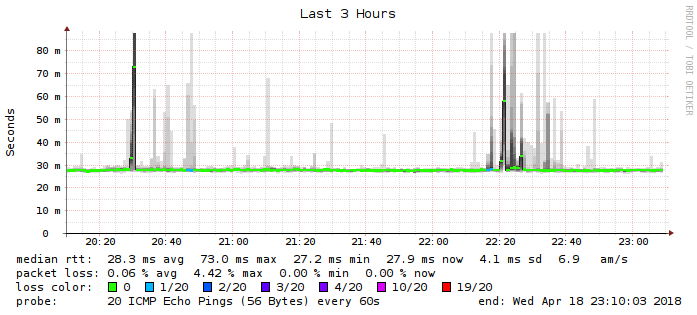 Last 3 Hours
RRDTOOL / TOBI OETIKER
Seconds
80 m
70 m
60 m
50 m
40 m
30 m
20 m
10 m
0
20:20 20:40 21:00 21:20 21:40 22:00 22:20 22:40 23:00
median rtt: 28.3 ms avg 73.0 ms max 27.2 ms min 27.9 ms now 4.1 ms sd 6.9 am/s
packet loss: 0.06 % avg 4.42 % max 0.00 % min 0.00 % now
loss color: 0 1/20 2/20 3/20 4/20 10/20 19/20
probe: 20 ICMP Echo Pings (56 Bytes) every 60s end: Wed Apr 18 23:10:03 2018